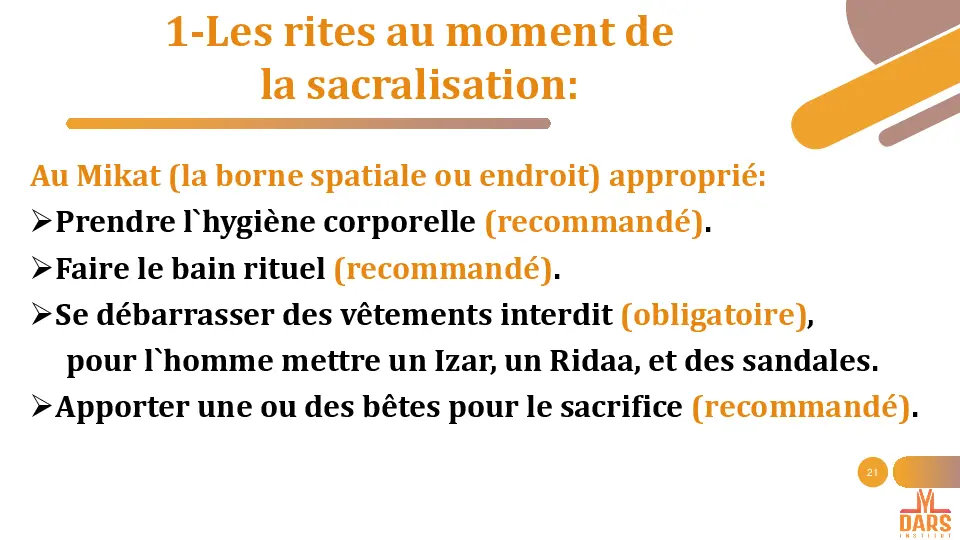 1-Les rites au moment de
la sacralisation:
Au Mikat (la borne spatiale ou endroit) approprié:
➢Prendre l`hygiène corporelle (recommandé).
➢Faire le bain rituel (recommandé).
➢Se débarrasser des vêtements interdit (obligatoire),
pour l`homme mettre un Izar, un Ridaa, et des sandales.
➢Apporter une ou des bêtes pour le sacrifice (recommandé).
21
DARS
INSTITUT